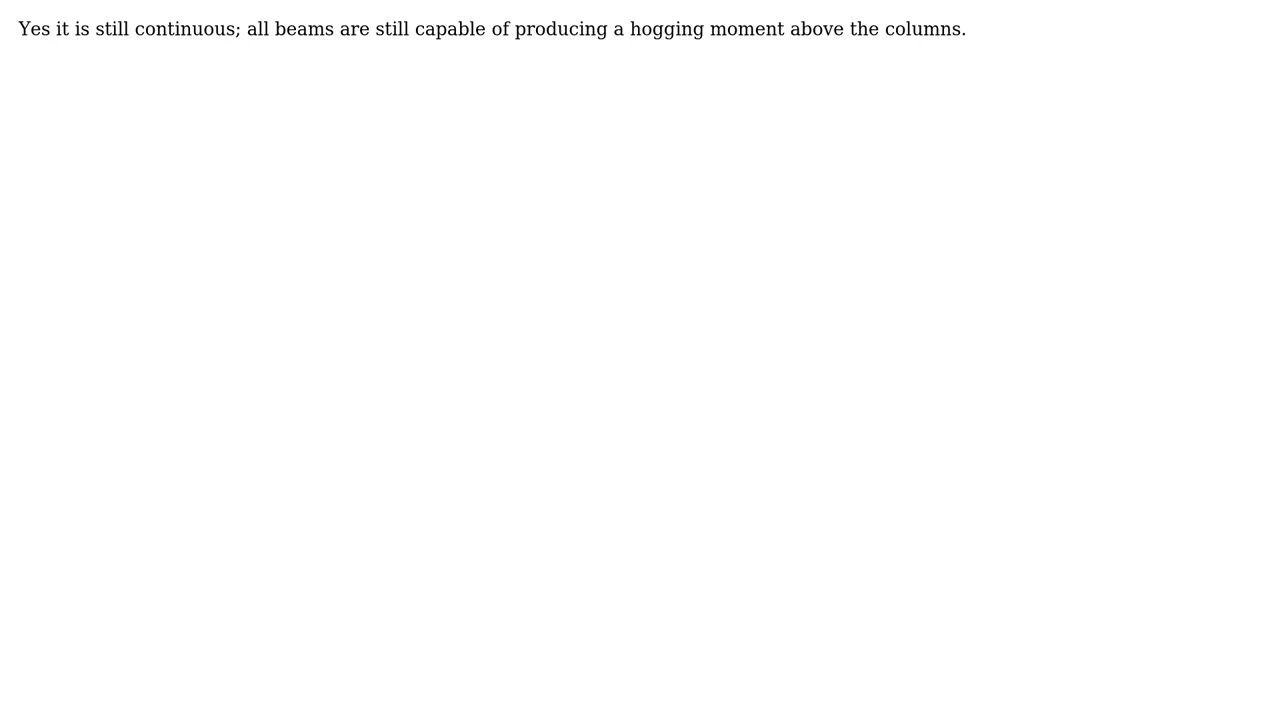 Yes it is still continuous; all beams are still capable of producing a hogging moment above the columns.